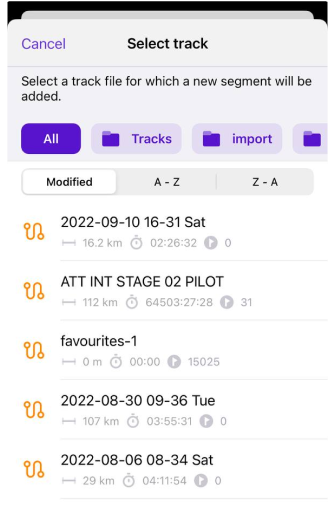 Cancel
Select track
Select a track file for which a new segment will be
added.
All
Tracks
import
Modified
A - Z
Z - A
2022-09-10 16-31 Sat
16.2 km 02:26:32 0
ATT INT STAGE 02 PILOT
112 km 64503:27:28 31
favourites-1
0 m 00:00 15025
2022-08-30 09-36 Tue
107 km 03:55:31 0
2022-08-06 08-34 Sat
29 km 04:11:54 0